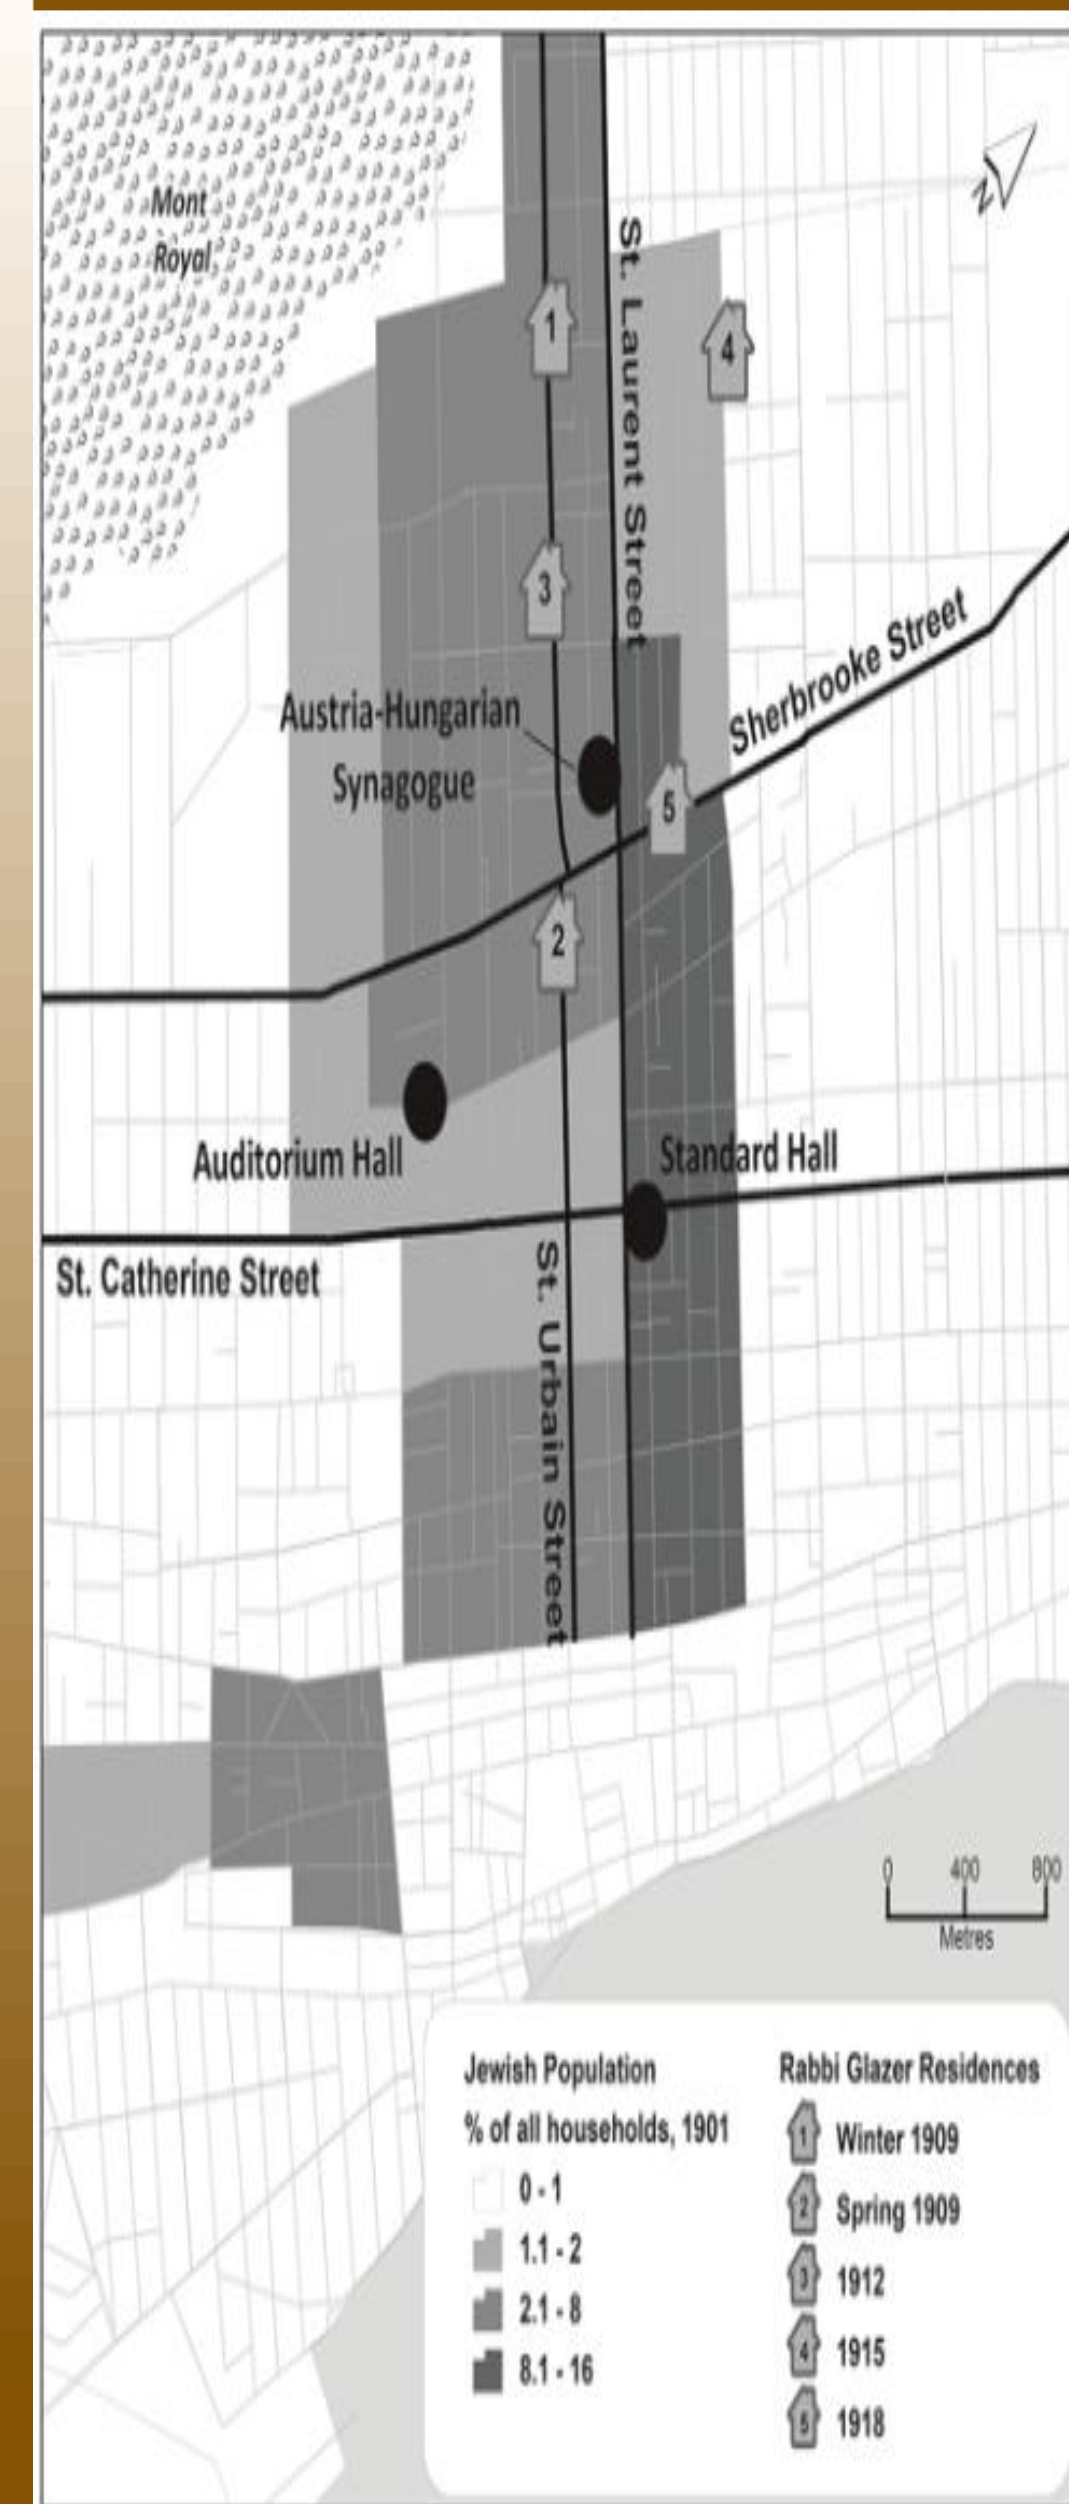 Mont
Royal
N
St. Laurent Street
1
4
3
Sherbrooke Street
Austria-Hungarian
Synagogue
5
2
Auditorium Hall
Standard Hall
St. Catherine Street
St. Urbain Street
0 400 800
Metres
Jewish Population
% of all households, 1901
0 - 1
1.1 - 2
2.1 - 8
8.1 - 16
Rabbi Glazer Residences
1 Winter 1909
2 Spring 1909
3 1912
4 1915
5 1918